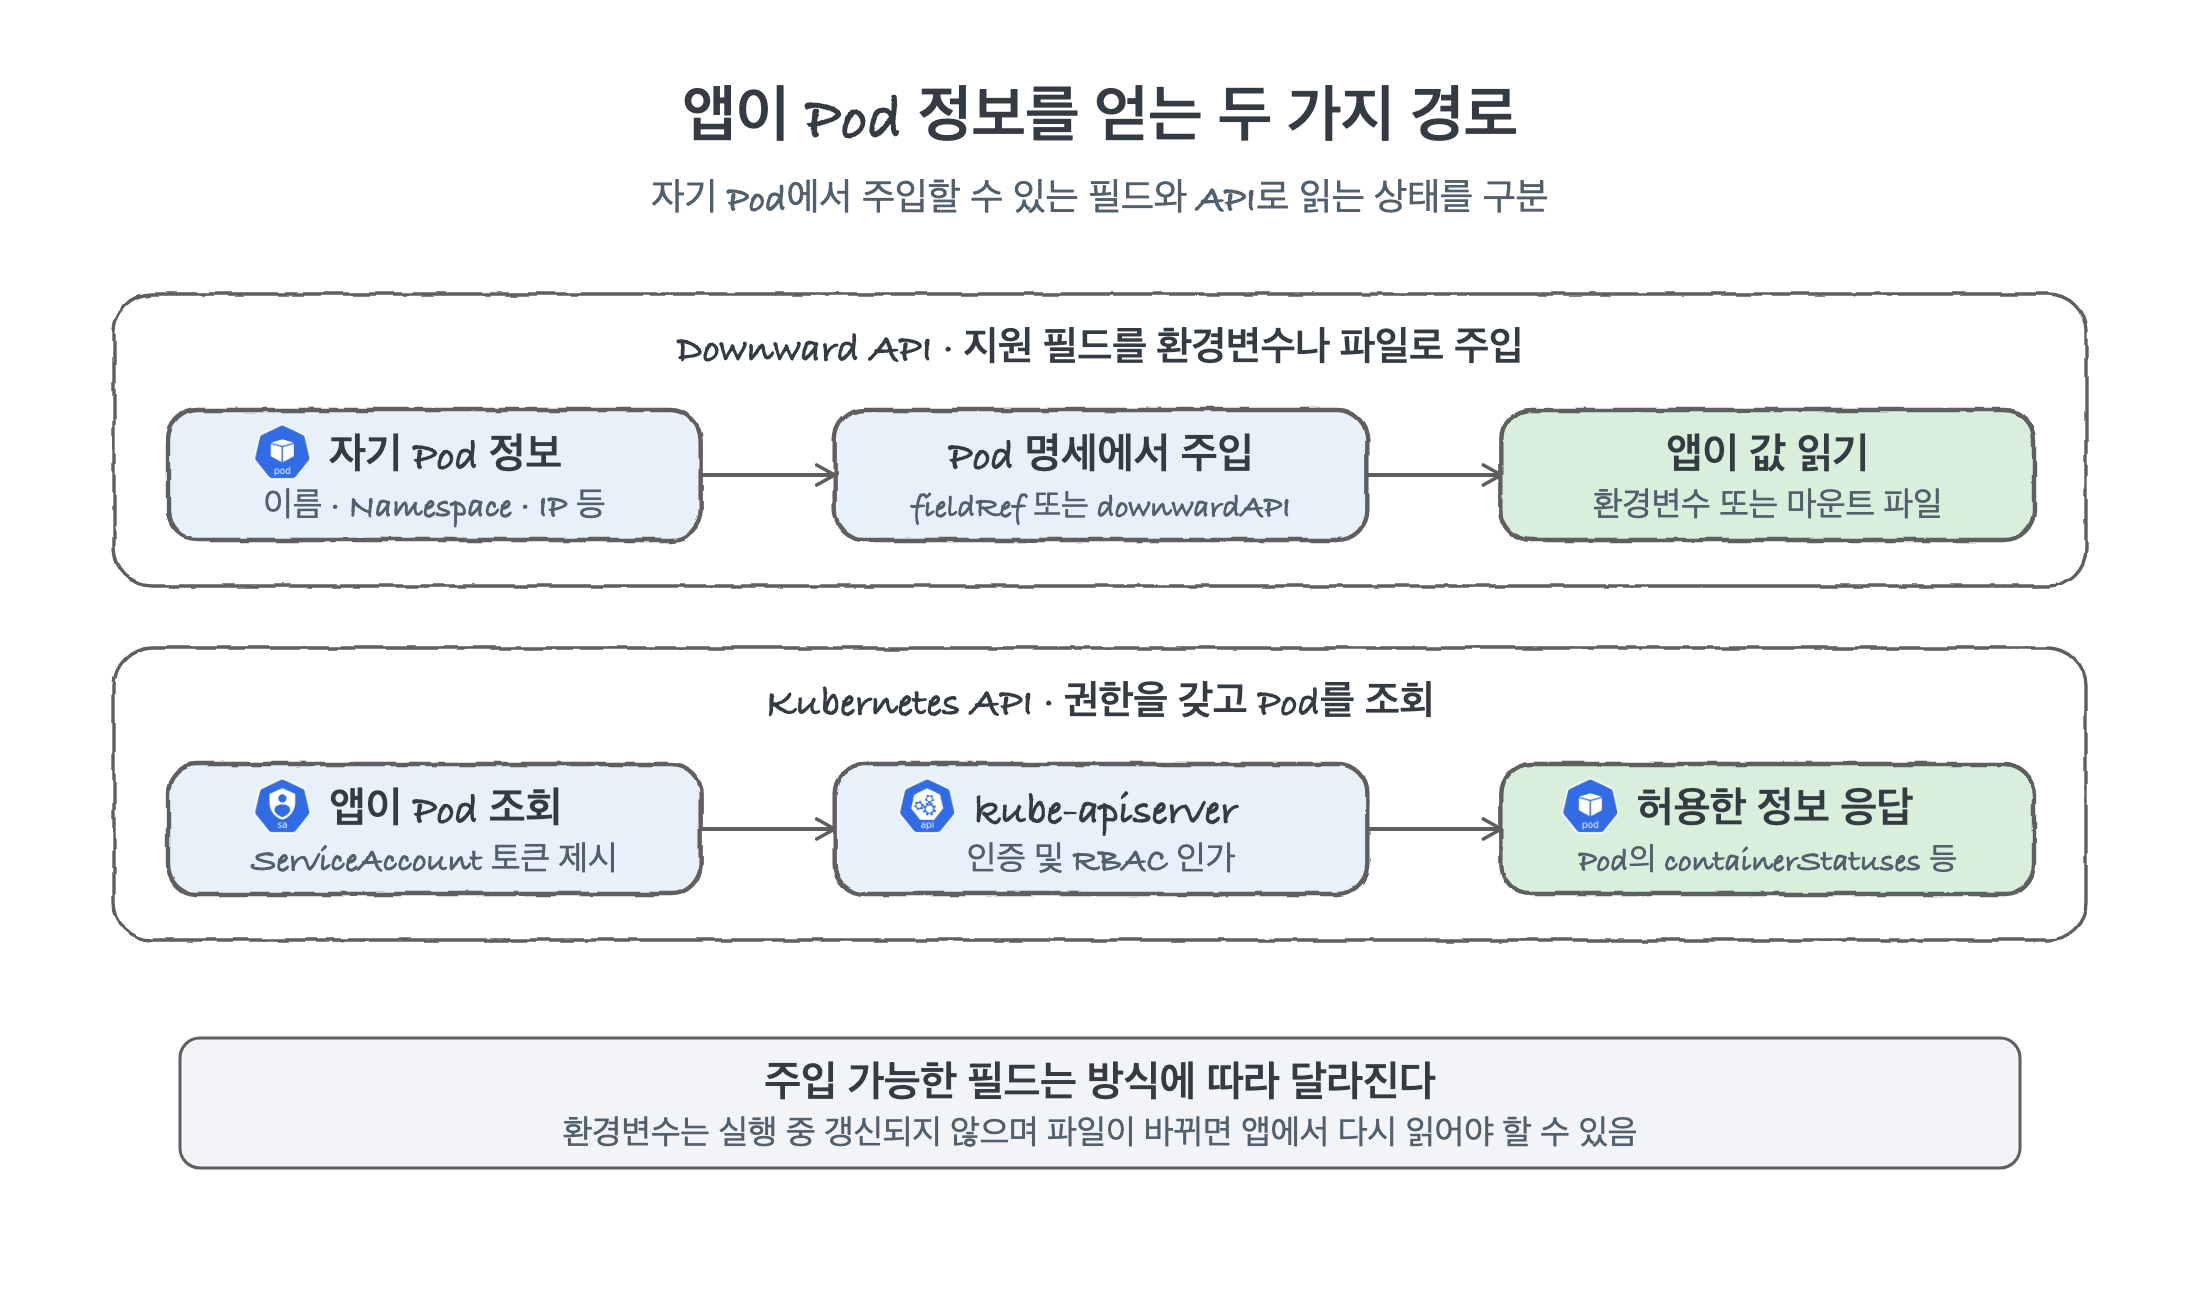 앱이 Pod 정보를 얻는 두 가지 경로
자기 Pod에서 주입할 수 있는 필드와 API로 읽는 상태를 구분
Downward API · 지원 필드를 환경변수나 파일로 주입
pod
자기 Pod 정보
이름 · Namespace · IP 등
Pod 명세에서 주입
fieldRef 또는 downwardAPI
앱이 값 읽기
환경변수 또는 마운트 파일
Kubernetes API · 권한을 갖고 Pod를 조회
sa
앱이 Pod 조회
ServiceAccount 토큰 제시
api
kube-apiserver
인증 및 RBAC 인가
pod
허용한 정보 응답
Pod의 containerStatuses 등
주입 가능한 필드는 방식에 따라 달라진다
환경변수는 실행 중 갱신되지 않으며 파일이 바뀌면 앱에서 다시 읽어야 할 수 있음